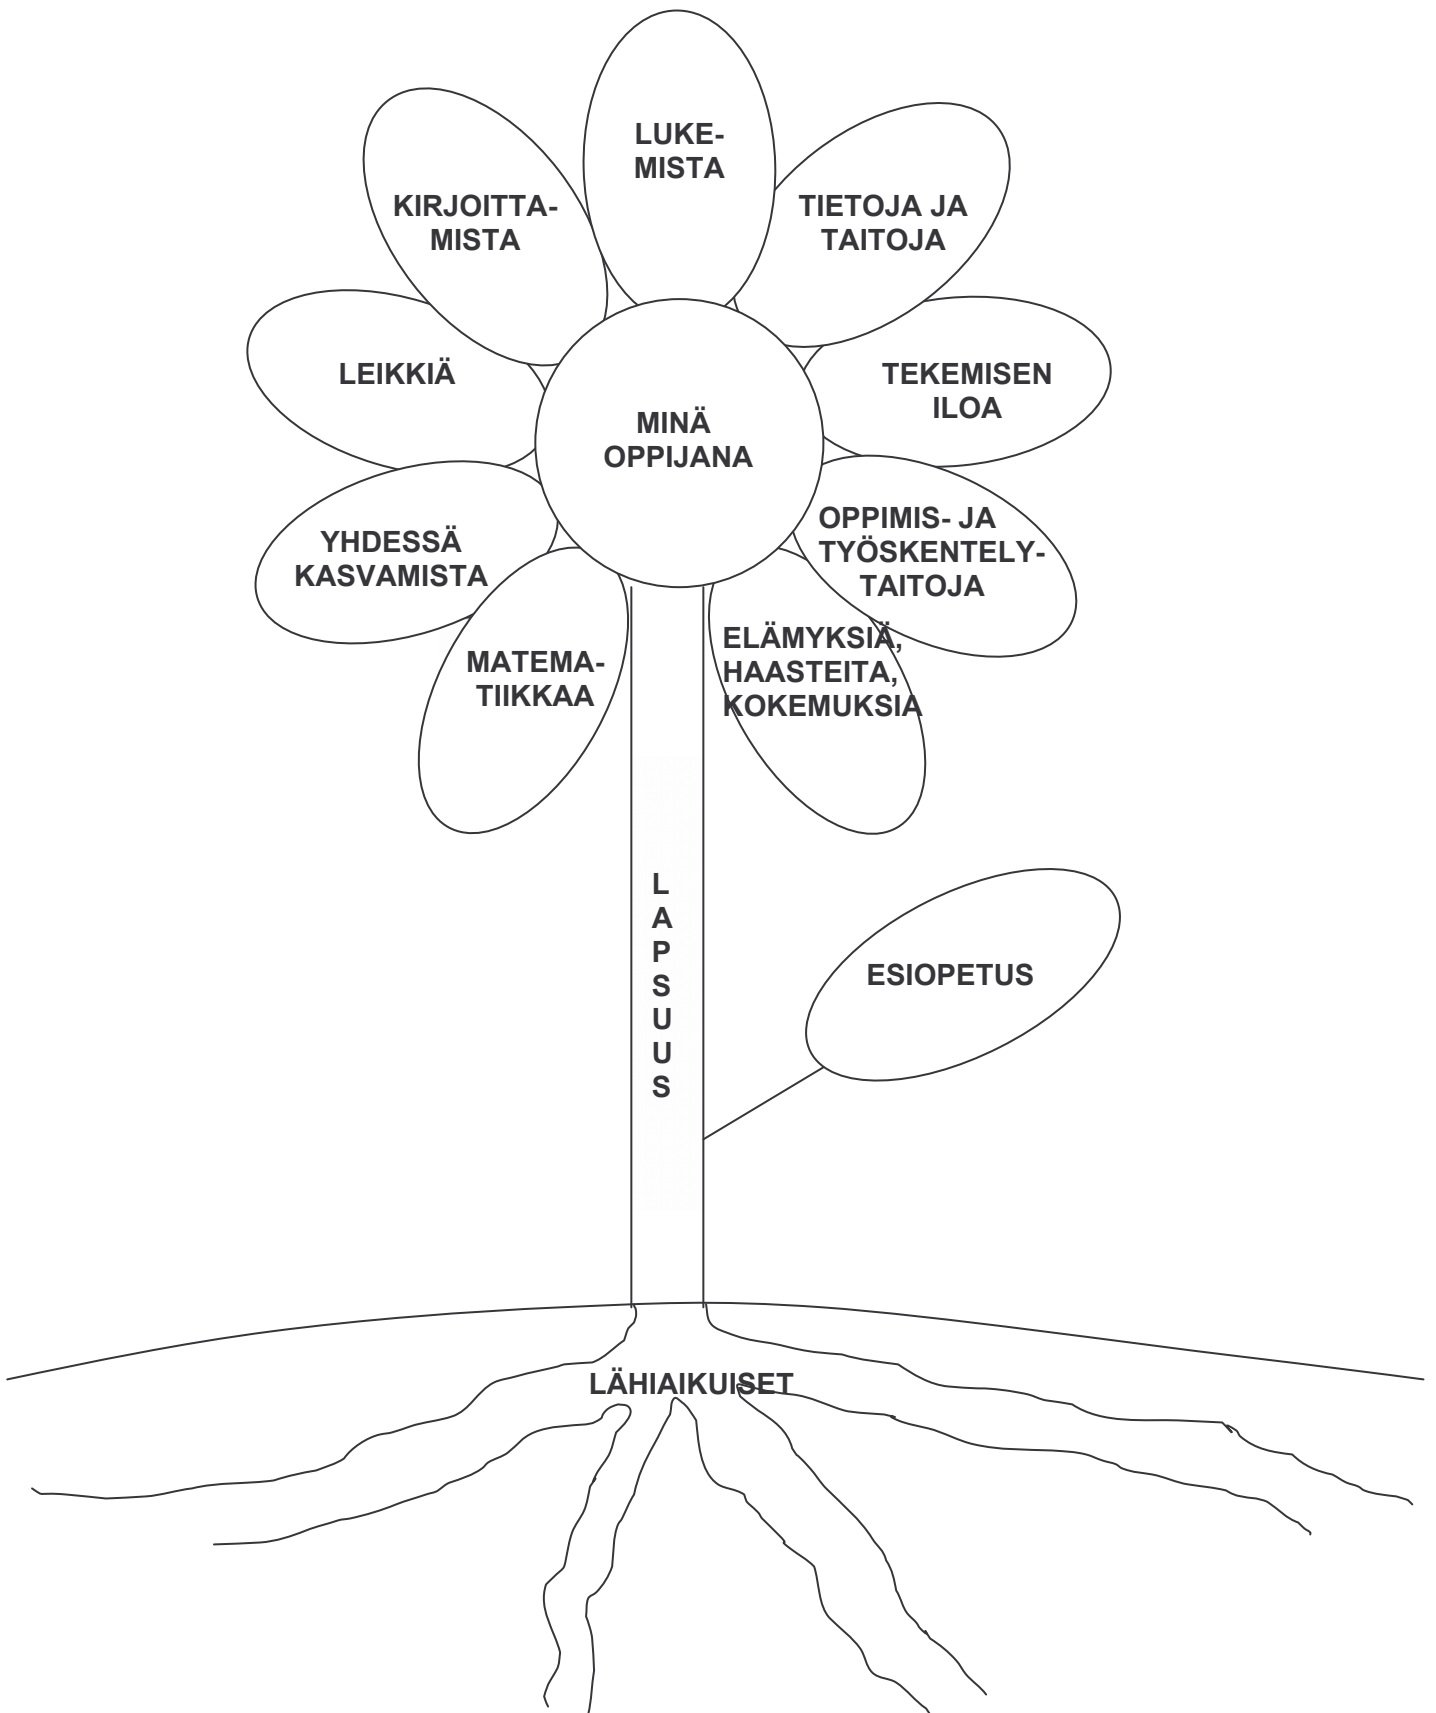 LUKE-
MISTA
KIRJOITTA-
MISTA
TIETOJA JA
TAITOJA
LEIKKIÄ
TEKEMISEN
ILOA
MINÄ
OPPIJANA
YHDESSÄ
KASVAMISTA
OPPIMIS- JA
TYÖSKENTELY-
TAITOJA
MATEMA-
TIIKKAA
ELÄMYKSIÄ,
HAASTEITA,
KOKEMUKSIA
L
A
P
S
U
U
S
ESIOPETUS
LÄHIAIKUISET